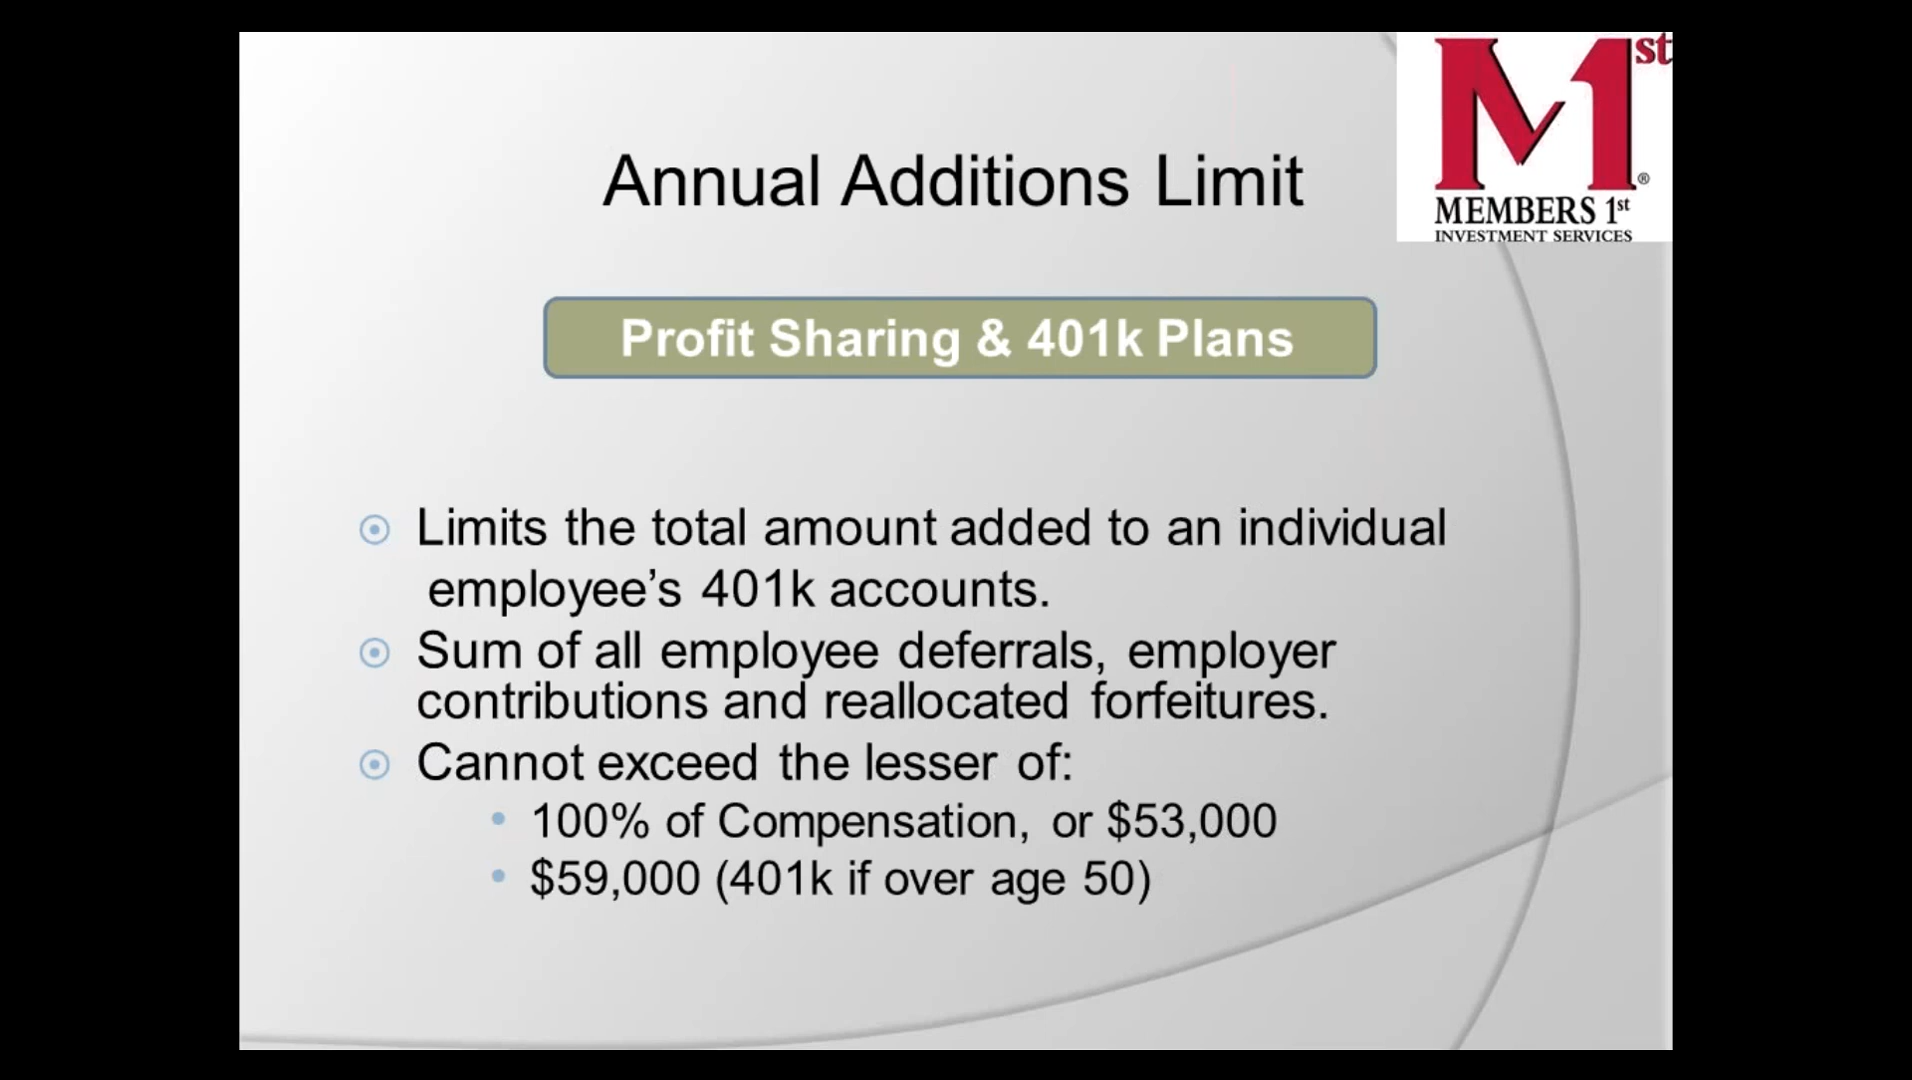 st
M1®
MEMBERS 1st
INVESTMENT SERVICES
Annual Additions Limit
Profit Sharing & 401k Plans
Limits the total amount added to an individual
employee’s 401k accounts.
Sum of all employee deferrals, employer
contributions and reallocated forfeitures.
Cannot exceed the lesser of:
100% of Compensation, or $53,000
$59,000 (401k if over age 50)